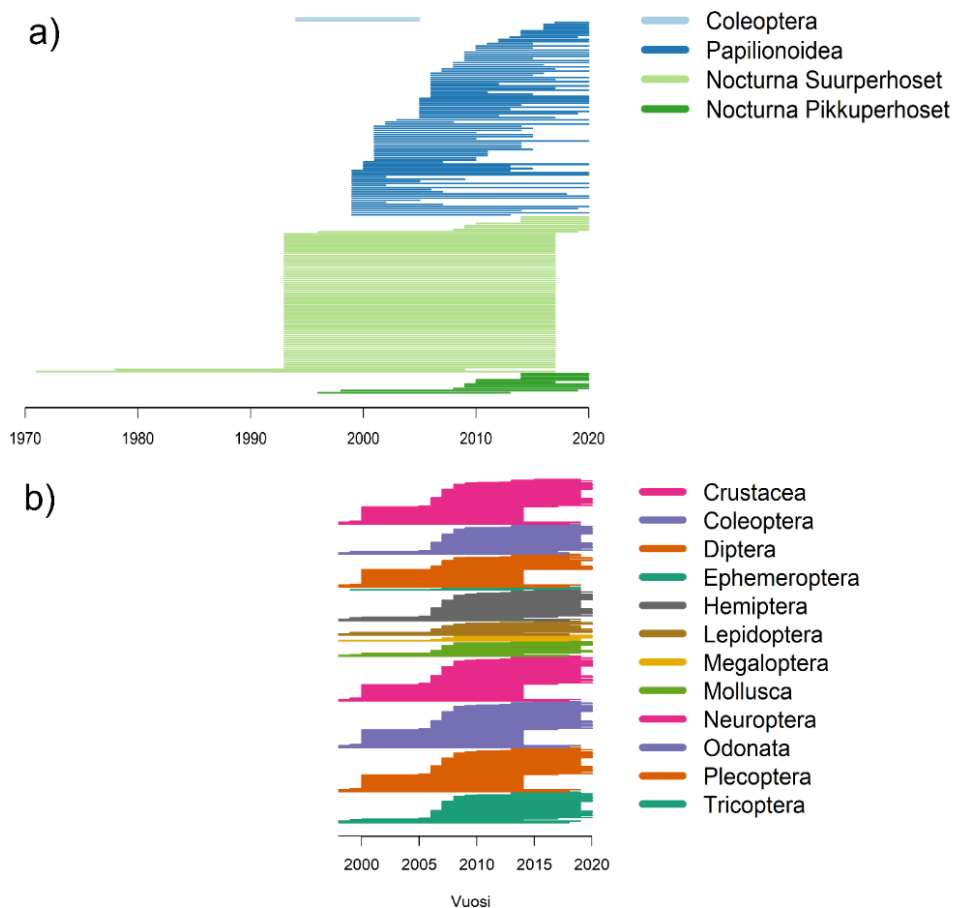 a)
Coleoptera
Papilionoidea
Nocturna Suurperhoset
Nocturna Pikkuperhoset
1970 1980 1990 2000 2010 2020
b)
Crustacea
Coleoptera
Diptera
Ephemeroptera
Hemiptera
Lepidoptera
Megaloptera
Mollusca
Neuroptera
Odonata
Plecoptera
Tricoptera
2000 2005 2010 2015 2020
Vuosi